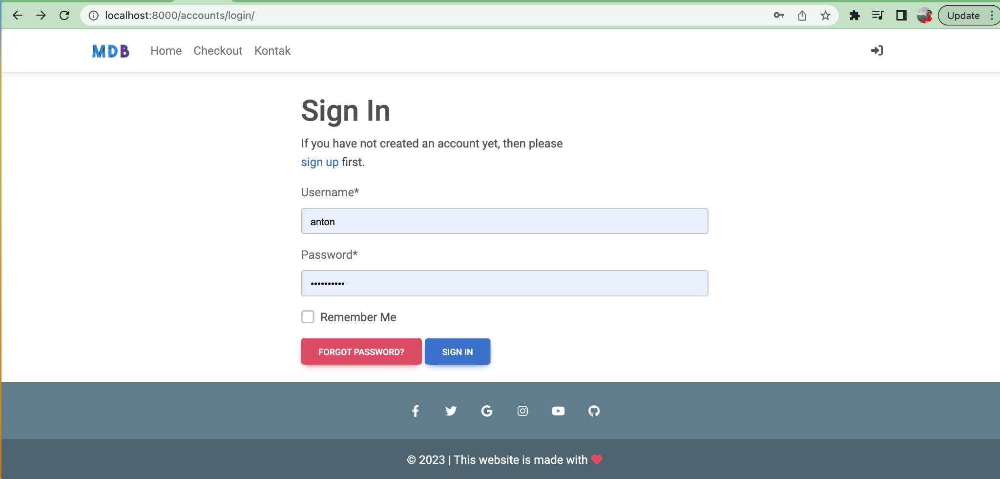 localhost:8000/accounts/login/
Update
MDB
Home
Checkout
Kontak
Sign In
If you have not created an account yet, then please
sign up first.
Username*
anton
Password*
••••••••••
Remember Me
FORGOT PASSWORD?
SIGN IN
© 2023 | This website is made with